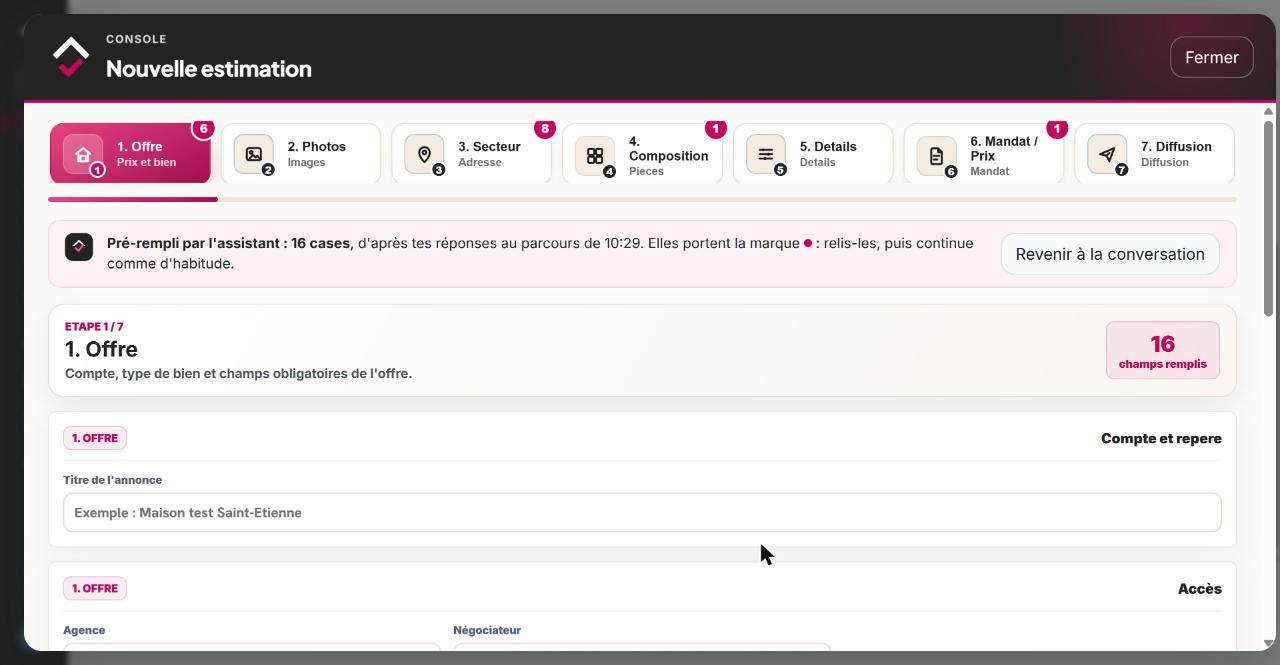 CONSOLE
Nouvelle estimation
Fermer
6
1. Offre
Prix et bien
1
2. Photos
Images
2
8
3. Secteur
Adresse
3
1
4.
Composition
Pieces
4
5. Details
Details
5
1
6. Mandat /
Prix
Mandat
6
7. Diffusion
Diffusion
7
Pré-rempli par l'assistant : 16 cases, d'après tes réponses au parcours de 10:29. Elles portent la marque : relis-les, puis continue
comme d'habitude.
Revenir à la conversation
ETAPE 1 / 7
1. Offre
Compte, type de bien et champs obligatoires de l'offre.
16
champs remplis
1. OFFRE
Compte et repere
Titre de l'annonce
Exemple : Maison test Saint-Etienne
1. OFFRE
Accès
Agence
Négociateur